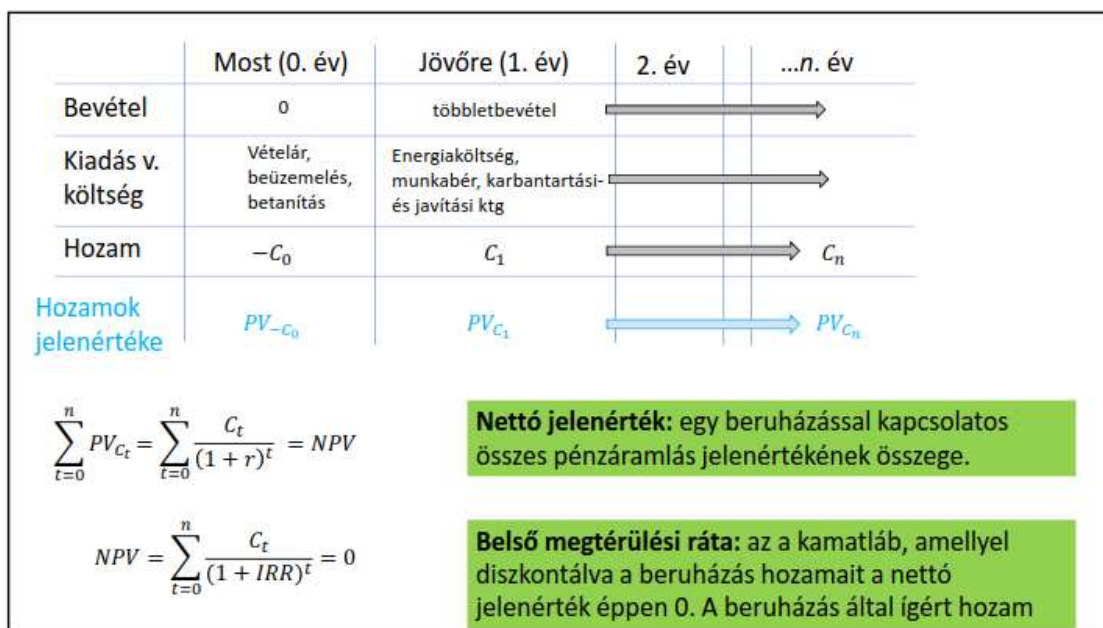 Most (0. év) Jövőre (1. év) 2. év ...n. év
Bevétel 0 többletbevétel
Kiadás v. költség Vételár, beüzemelés, betanítás Energiaköltség, munkabér, karbantartási- és javítási ktg
Hozam −C₀ C₁ Cₙ
Hozamok jelenértéke PV₋C₀ PV_C₁ PV_Cₙ
∑ₜ₌₀ⁿ PV_Cₜ = ∑ₜ₌₀ⁿ Cₜ/(1 + r)ᵗ = NPV
Nettó jelenérték: egy beruházással kapcsolatos
összes pénzáramlás jelenértékének összege.
NPV = ∑ₜ₌₀ⁿ Cₜ/(1 + IRR)ᵗ = 0
Belső megtérülési ráta: az a kamatláb, amellyel
diszkontálva a beruházás hozamait a nettó
jelenérték éppen 0. A beruházás által ígért hozam